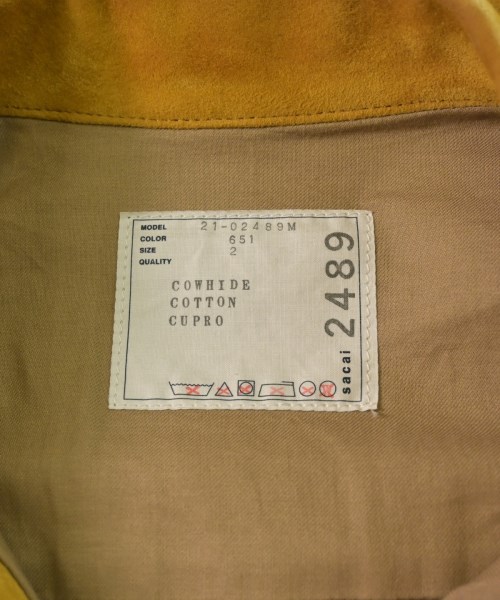 MODEL 21-02489M
COLOR 651
SIZE 2
QUALITY
COWHIDE
COTTON
CUPRO
sacai 2489